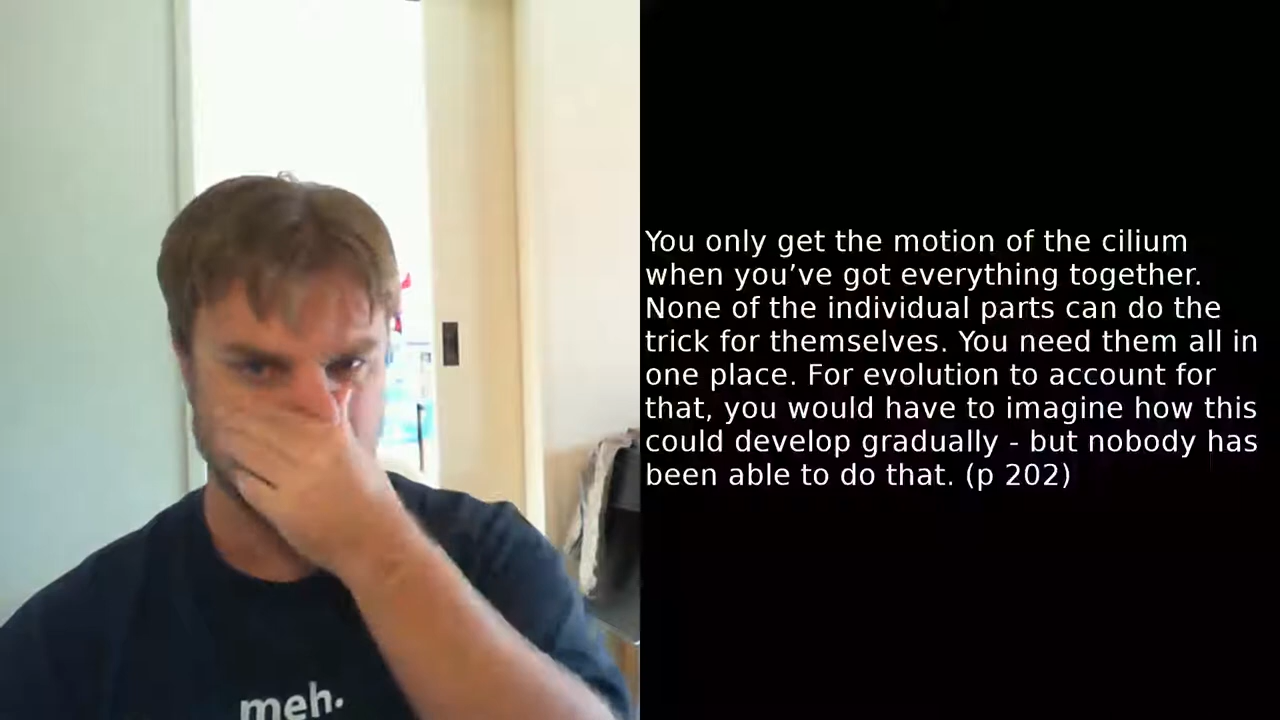 You only get the motion of the cilium
when you’ve got everything together.
None of the individual parts can do the
trick for themselves. You need them all in
one place. For evolution to account for
that, you would have to imagine how this
could develop gradually - but nobody has
been able to do that. (p 202)
meh.